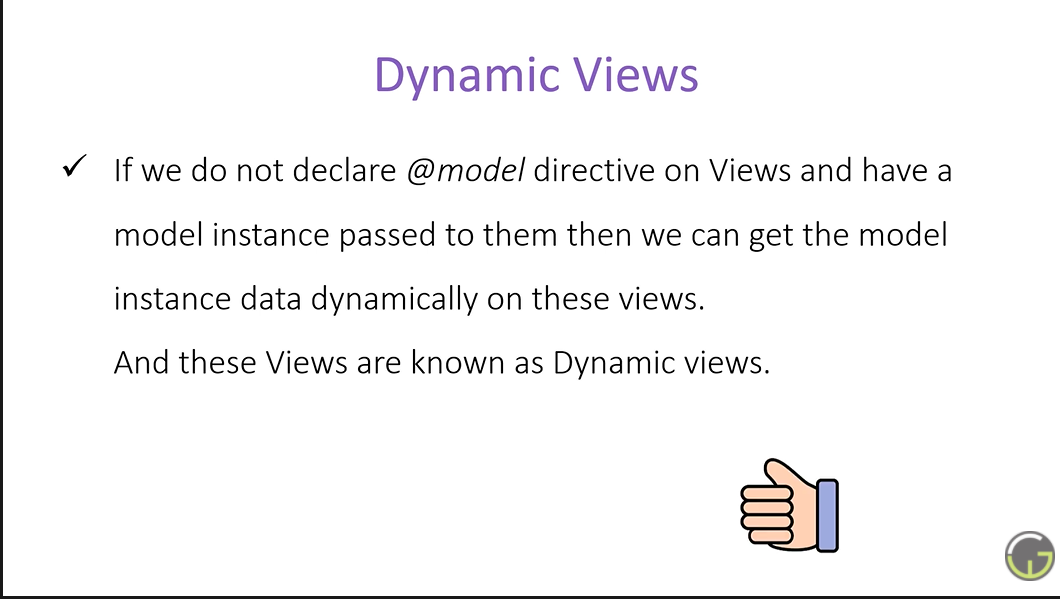 Dynamic Views
✓ If we do not declare @model directive on Views and have a
model instance passed to them then we can get the model
instance data dynamically on these views.
And these Views are known as Dynamic views.